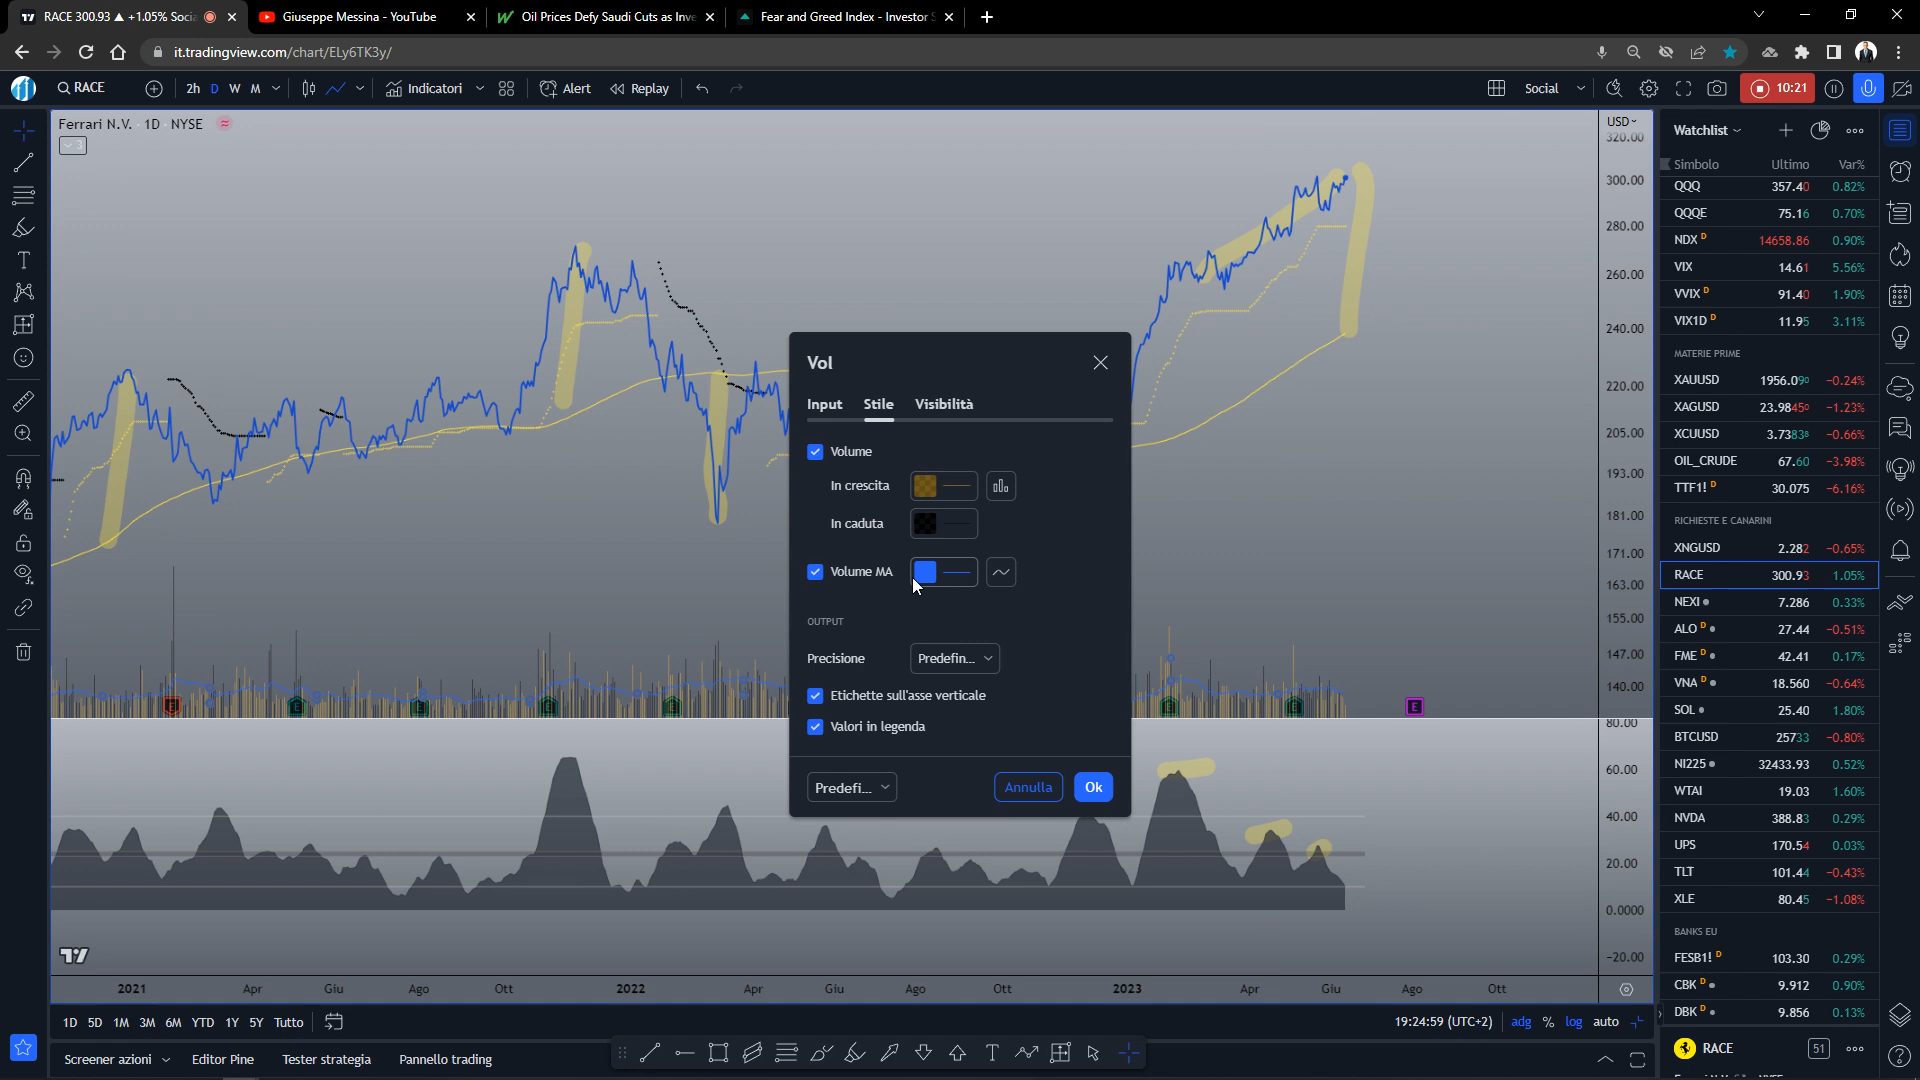 RACE 300.93 ▲ +1.05% Socia
Giuseppe Messina - YouTube
Oil Prices Defy Saudi Cuts as Inve
Fear and Greed Index - Investor S
it.tradingview.com/chart/ELy6TK3y/
RACE
2h D W M
Indicatori
Alert
Replay
Social
10:21
Ferrari N.V. · 1D · NYSE
3
USD
320.00
300.00
280.00
260.00
240.00
220.00
205.00
193.00
181.00
171.00
163.00
155.00
147.00
140.00
80.00
60.00
40.00
20.00
0.0000
-20.00
Vol
Input Stile Visibilità
Volume
In crescita
In caduta
Volume MA
OUTPUT
Precisione Predefin...
Etichette sull'asse verticale
Valori in legenda
Predefi... Annulla Ok
E E E E E E E E
2021 Apr Giu Ago Ott 2022 Apr Giu Ago Ott 2023 Apr Giu Ago Ott
1D 5D 1M 3M 6M YTD 1Y 5Y Tutto
19:24:59 (UTC+2) adg % log auto
Screener azioni Editor Pine Tester strategia Pannello trading
Watchlist
Simbolo Ultimo Var%
QQQ 357.40 0.82%
QQQE 75.16 0.70%
NDX D 14658.86 0.90%
VIX 14.61 5.56%
VVIX D 91.40 1.90%
VIX1D D 11.95 3.11%
MATERIE PRIME
XAUUSD 1956.090 -0.24%
XAGUSD 23.98450 -1.23%
XCUUSD 3.73838 -0.66%
OIL_CRUDE 67.60 -3.98%
TTF1! D 30.075 -6.16%
RICHIESTE E CANARINI
XNGUSD 2.282 -0.65%
RACE 300.93 1.05%
NEXI 7.286 0.33%
ALO D 27.44 -0.51%
FME D 42.41 0.17%
VNA D 18.560 -0.64%
SOL 25.40 1.80%
BTCUSD 25733 -0.80%
NI225 32433.93 0.52%
WTAI 19.03 1.60%
NVDA 388.83 0.29%
UPS 170.54 0.03%
TLT 101.44 -0.43%
XLE 80.45 -1.08%
BANKS EU
FESB1! D 103.30 0.29%
CBK D 9.912 0.90%
DBK D 9.856 0.13%
RACE 51